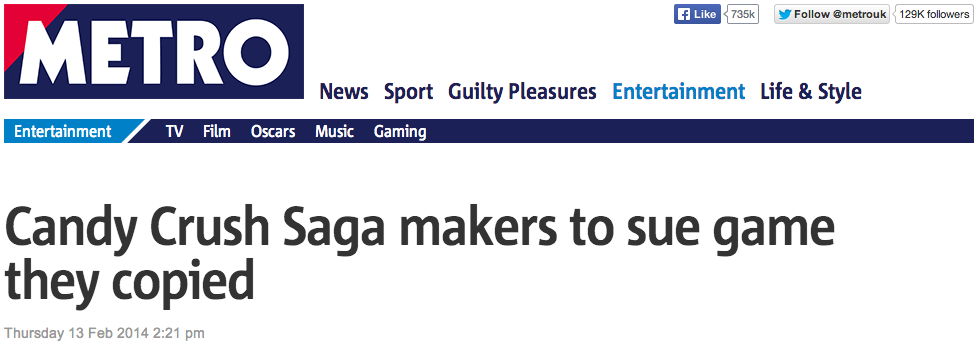 METRO
Like 735k Follow @metrouk 129K followers
News Sport Guilty Pleasures Entertainment Life & Style
Entertainment TV Film Oscars Music Gaming
Candy Crush Saga makers to sue game
they copied
Thursday 13 Feb 2014 2:21 pm